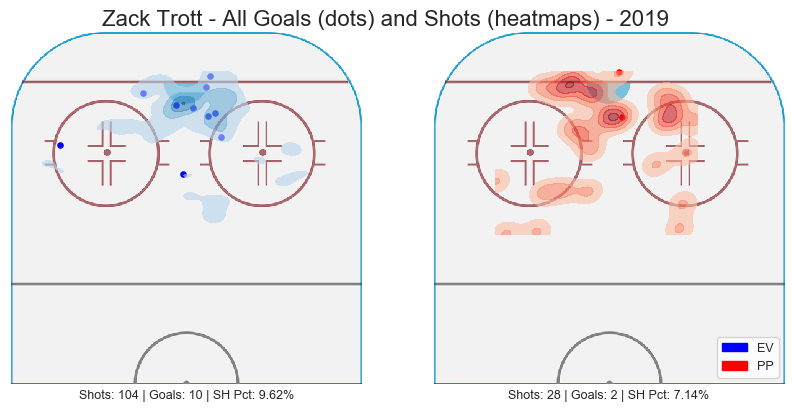 Zack Trott - All Goals (dots) and Shots (heatmaps) - 2019
EV
PP
Shots: 104 | Goals: 10 | SH Pct: 9.62%
Shots: 28 | Goals: 2 | SH Pct: 7.14%